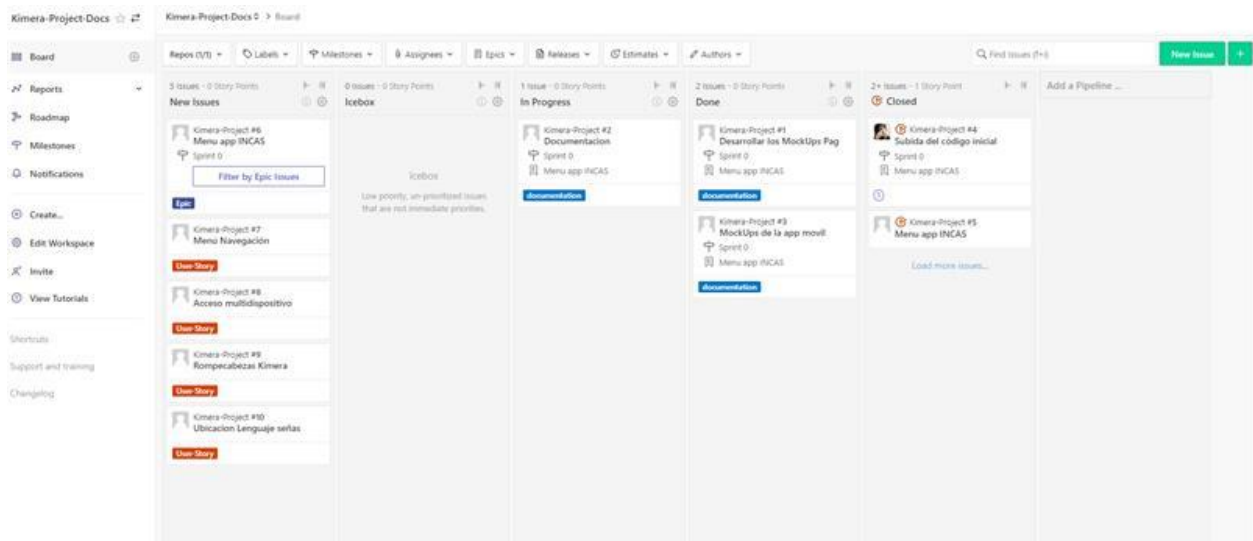 Kimera-Project-Docs
Kimera-Project-Docs > Board
Board
Reports
Roadmap
Milestones
Notifications
Create...
Edit Workspace
Invite
View Tutorials
Shortcuts
Support and training
Changelog
Repos (1/1)
Labels
Milestones
Assignees
Epics
Releases
Estimates
Authors
Find Issues (f+i)
New Issue
+
5 Issues - 0 Story Points
New Issues
Kimera-Project #6
Menu app INCAS
Sprint 0
Filter by Epic Issues
Epic
Kimera-Project #7
Menu Navegación
User-Story
Kimera-Project #8
Acceso multidispositivo
User-Story
Kimera-Project #9
Rompecabezas Kimera
User-Story
Kimera-Project #10
Ubicacion Lenguaje señas
User-Story
0 Issues - 0 Story Points
Icebox
Icebox
Low priority, un-prioritized issues
that are not immediate priorities.
1 Issue - 0 Story Points
In Progress
Kimera-Project #2
Documentacion
Sprint 0
Menu app INCAS
documentation
2 Issues - 0 Story Points
Done
Kimera-Project #1
Desarrollar los MockUps Pag
Sprint 0
Menu app INCAS
documentation
Kimera-Project #3
MockUps de la app movil
Sprint 0
Menu app INCAS
documentation
2+ Issues - 1 Story Point
Closed
Kimera-Project #4
Subida del código inicial
Sprint 0
Menu app INCAS
Kimera-Project #5
Menu app INCAS
Load more issues...
Add a Pipeline ...